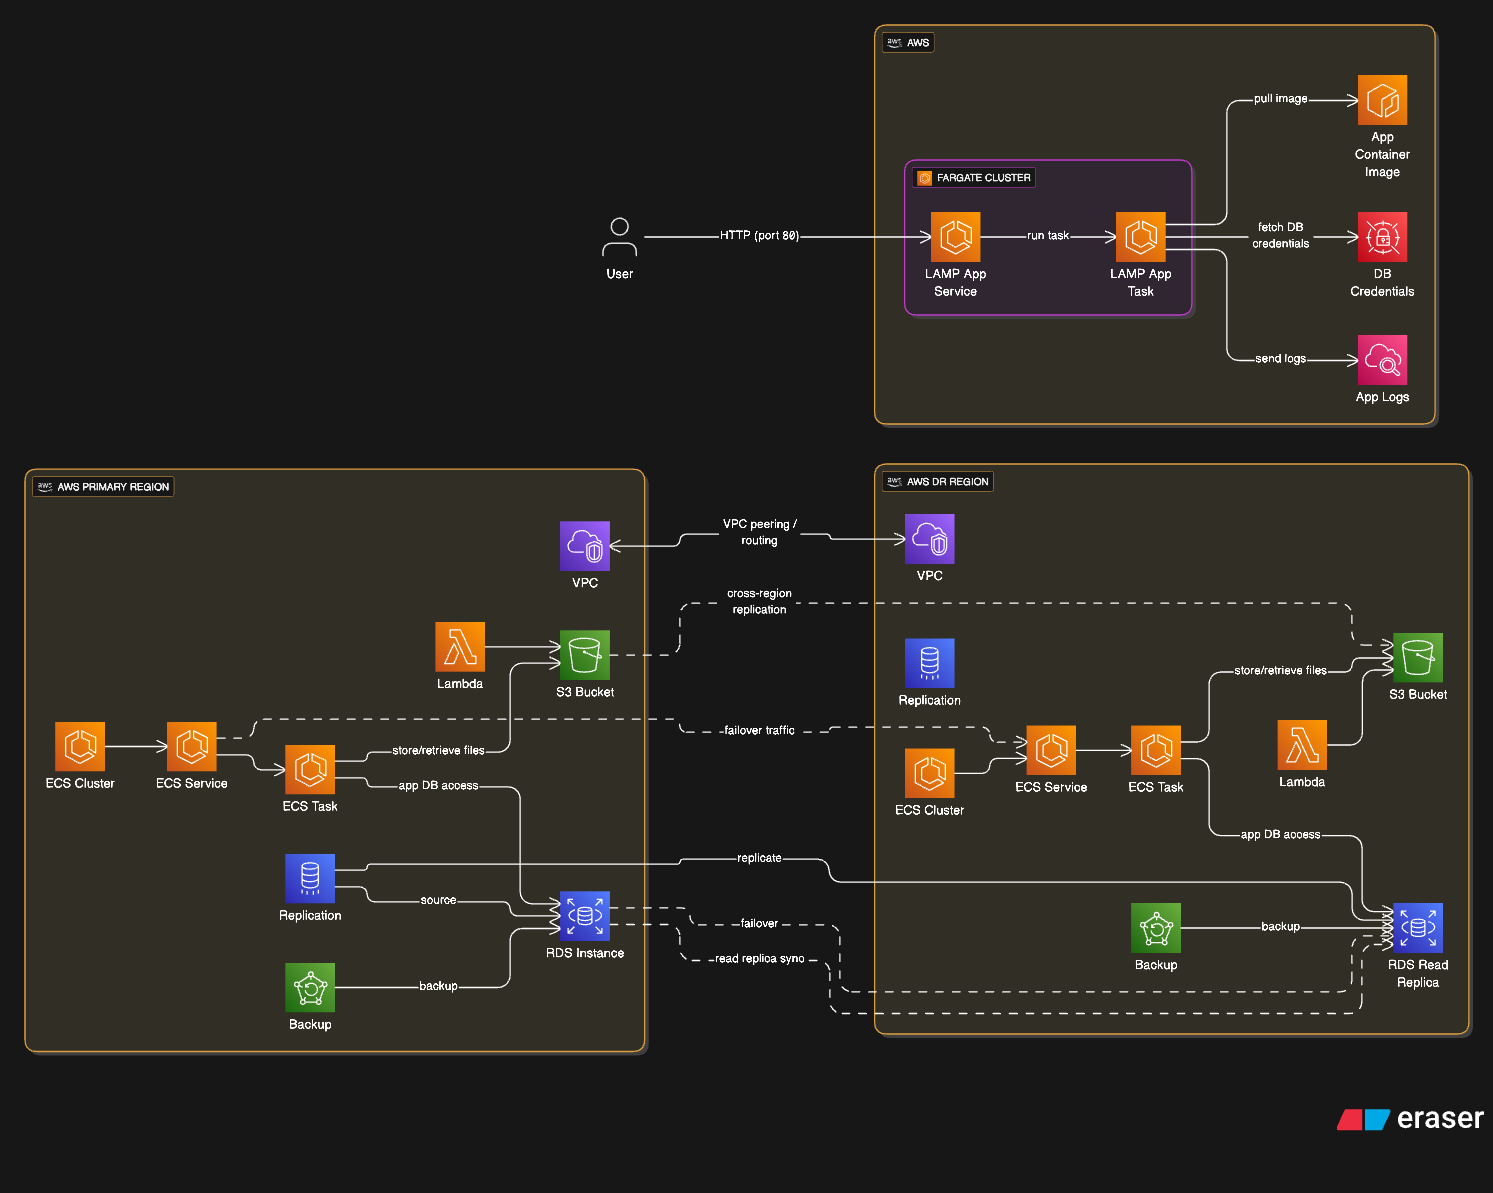 aws AWS
pull image
App
Container
Image
FARGATE CLUSTER
HTTP (port 80)
run task
fetch DB
credentials
User
LAMP App
Service
LAMP App
Task
DB
Credentials
send logs
App Logs
aws AWS PRIMARY REGION
VPC
Lambda
S3 Bucket
ECS Cluster
ECS Service
ECS Task
store/retrieve files
app DB access
Replication
source
RDS Instance
backup
Backup
VPC peering /
routing
cross-region
replication
failover traffic
replicate
failover
read replica sync
aws AWS DR REGION
VPC
Replication
store/retrieve files
S3 Bucket
ECS Cluster
ECS Service
ECS Task
Lambda
app DB access
backup
Backup
RDS Read
Replica
eraser